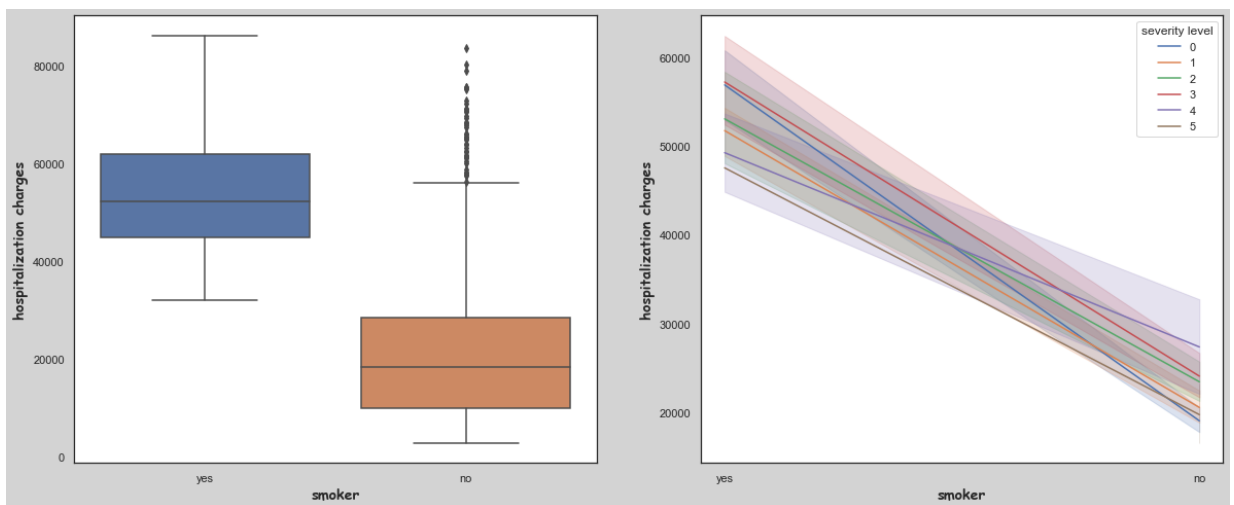 80000
60000
40000
20000
0
hospitalization charges
yes
no
smoker
60000
50000
40000
30000
20000
hospitalization charges
severity level
0
1
2
3
4
5
yes
no
smoker